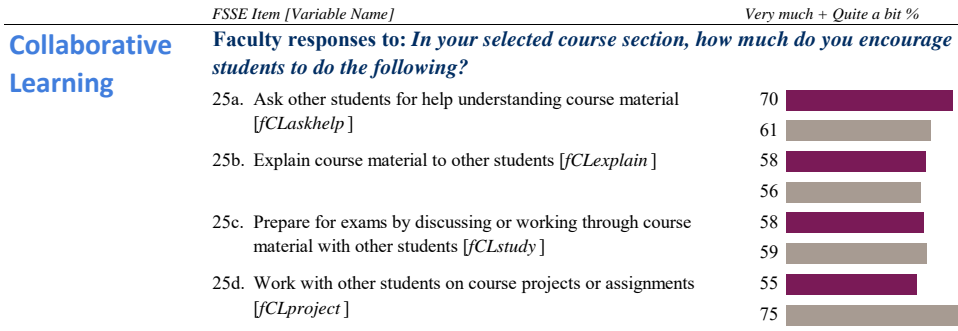 FSSE Item [Variable Name] Very much + Quite a bit %
Collaborative
Learning
Faculty responses to: In your selected course section, how much do you encourage
students to do the following?
25a. Ask other students for help understanding course material
[fCLaskhelp ]
70
61
25b. Explain course material to other students [fCLexplain ]
58
56
25c. Prepare for exams by discussing or working through course
material with other students [fCLstudy ]
58
59
25d. Work with other students on course projects or assignments
[fCLproject ]
55
75